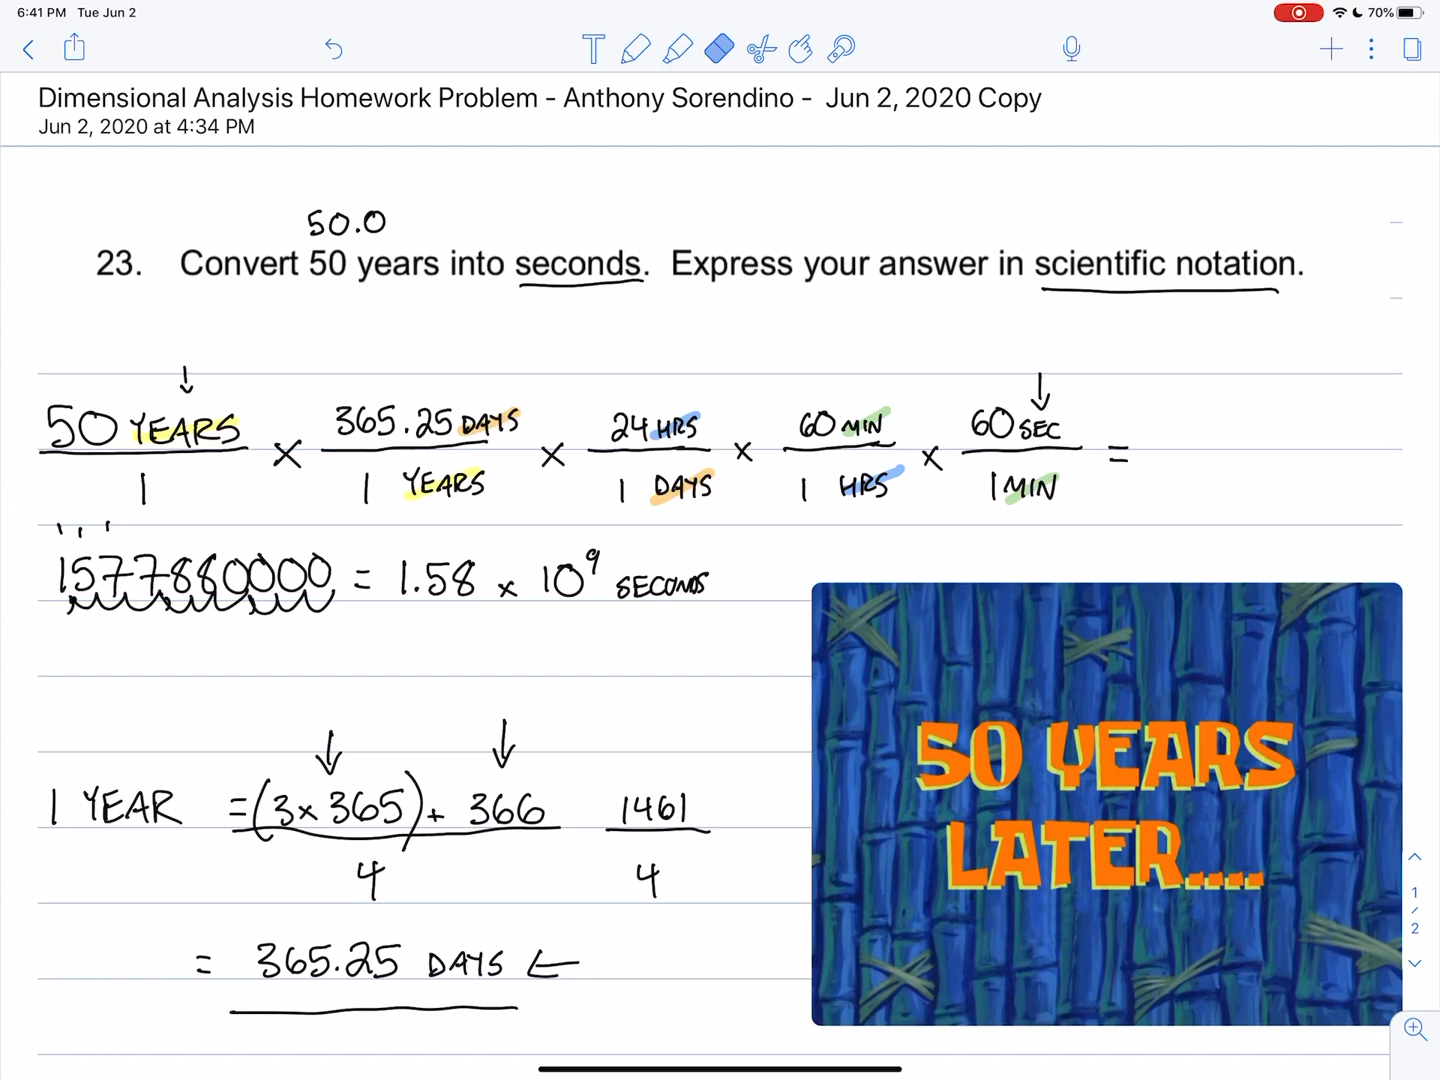 6:41 PM Tue Jun 2
70%
Dimensional Analysis Homework Problem - Anthony Sorendino - Jun 2, 2020 Copy
Jun 2, 2020 at 4:34 PM
50.0
23. Convert 50 years into seconds. Express your answer in scientific notation.
50 YEARS × 365.25 DAYS × 24 HRS × 60 MIN × 60 SEC =
1 1 YEARS 1 DAYS 1 HRS 1 MIN
1577880000 = 1.58 × 10⁹ SECONDS
1 YEAR = (3 × 365) + 366 1461
4 4
= 365.25 DAYS ←
50 YEARS
LATER.....
1
/
2